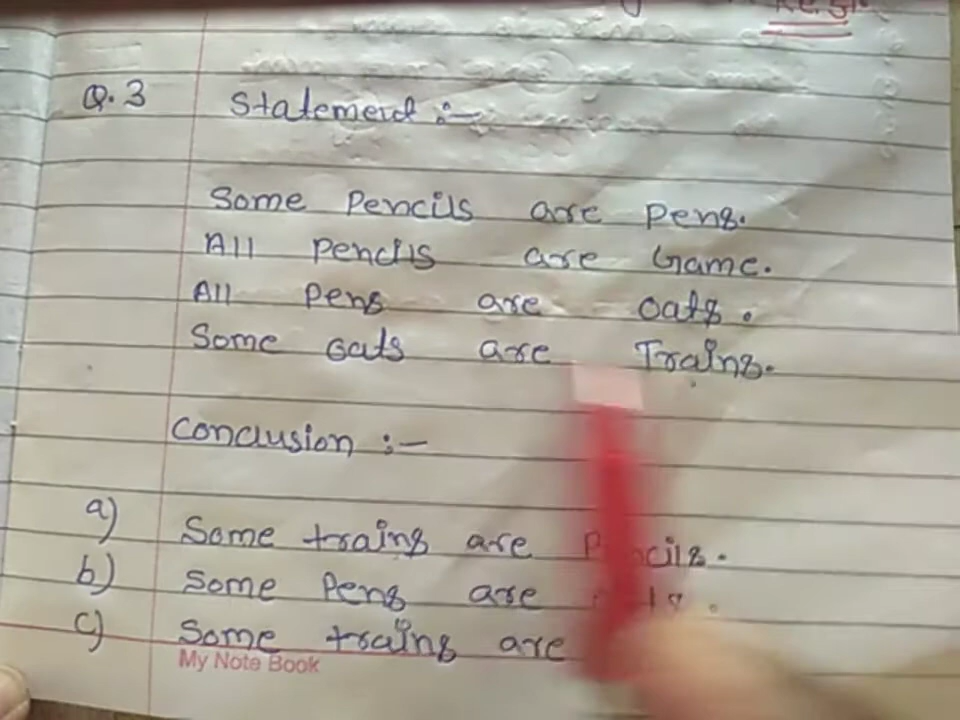 Q.3 Statement :-
Some Pencils are pens.
All pencils are Game.
All pens are oats.
Some oats are Trains.
Conclusion :-
a) Some trains are Pencils.
b) Some Pens are
c) Some trains are
My Note Book